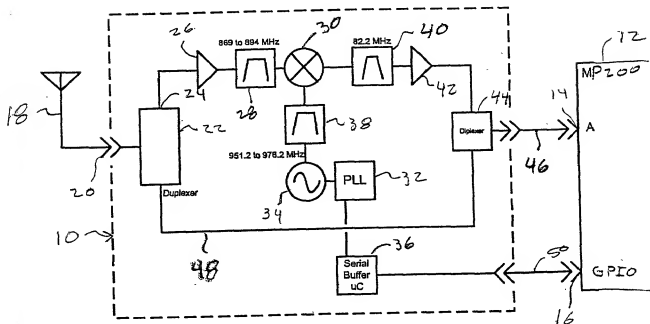 30
40
12
26
869 to 894 MHz
82.2 MHz
MP200
24
42
44
14
18
22
28
38
Diplexer
A
951.2 to 976.2 MHz
46
20
Duplexer
PLL
32
34
10
48
36
50
Serial
Buffer
uC
GPIO
16